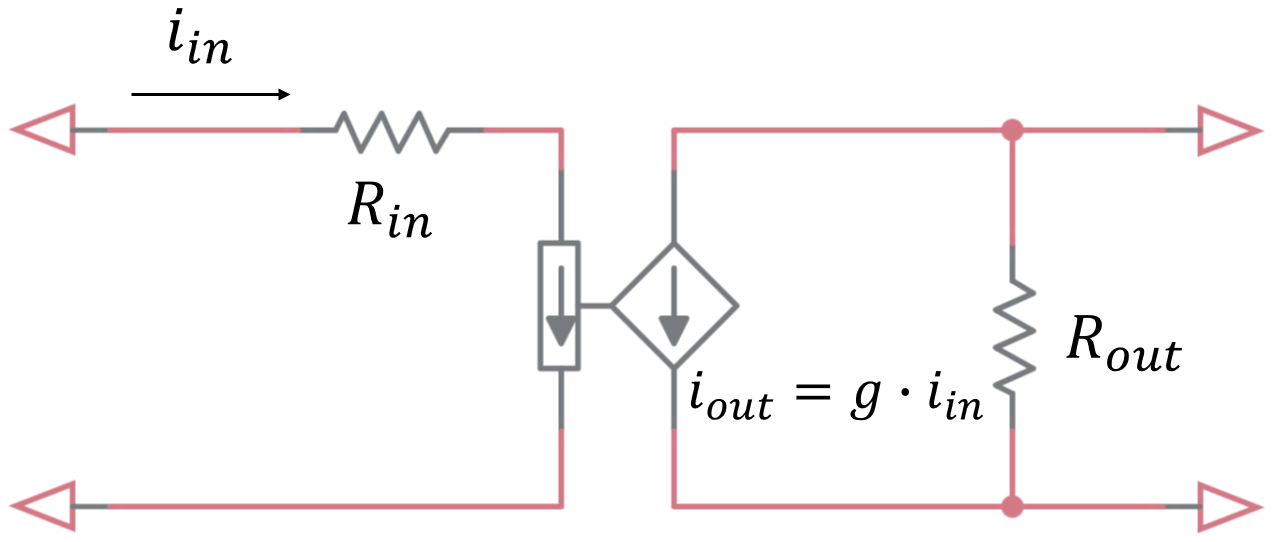 i_in
R_in
R_out
i_out = g · i_in